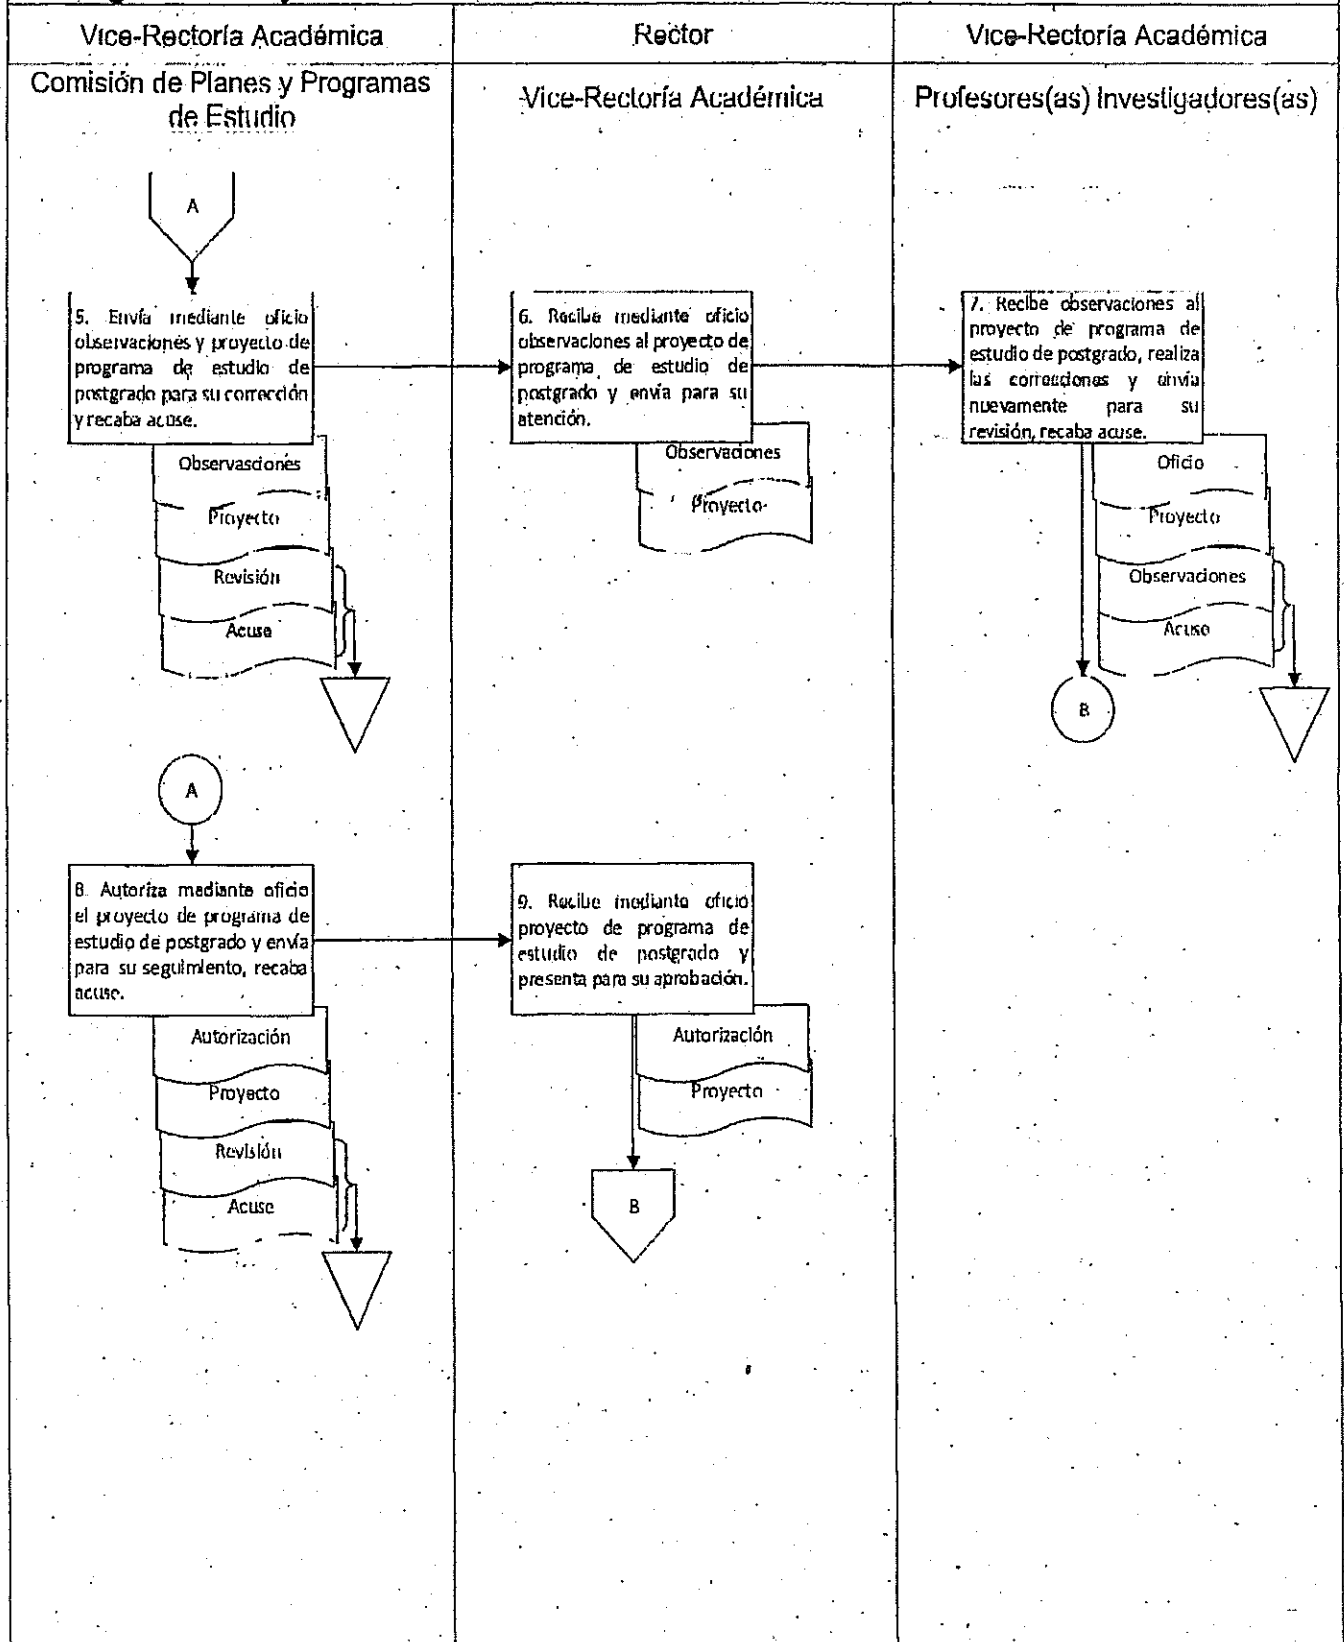 Vice-Rectoría Académica
Rector
Vice-Rectoría Académica
Comisión de Planes y Programas
de Estudio
Vice-Rectoría Académica
Profesores(as) Investigadores(as)
A
5. Envía mediante oficio
observaciones y proyecto de
programa de estudio de
postgrado para su corrección
y recaba acuse.
Observasciones
Proyecto
Revisión
Acuse
6. Recibe mediante oficio
observaciones al proyecto de
programa de estudio de
postgrado y envía para su
atención.
Observaciones
Proyecto
7. Recibe observaciones al
proyecto de programa de
estudio de postgrado, realiza
las correcciones y envía
nuevamente para su
revisión, recaba acuse.
Oficio
Proyecto
Observaciones
Acuse
B
A
8. Autoriza mediante oficio
el proyecto de programa de
estudio de postgrado y envía
para su seguimiento, recaba
acuse.
Autorización
Proyecto
Revisión
Acuse
9. Recibe mediante oficio
proyecto de programa de
estudio de postgrado y
presenta para su aprobación.
Autorización
Proyecto
B